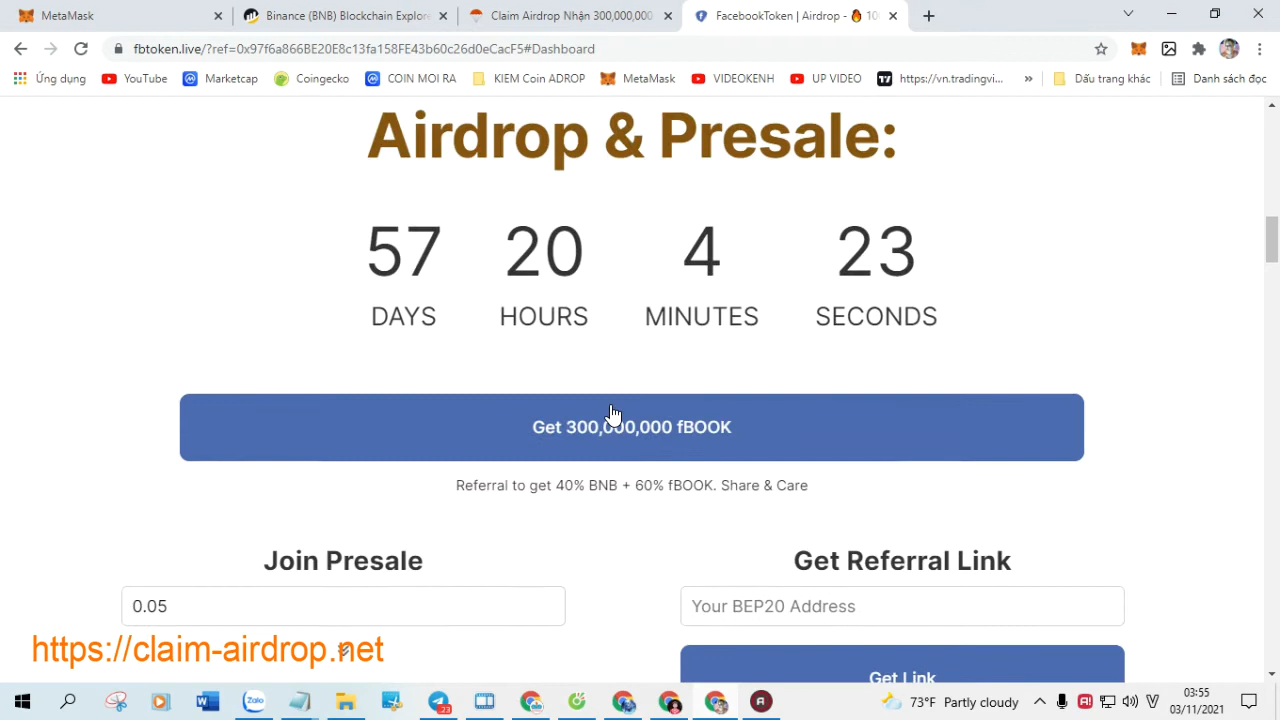 MetaMask
Binance (BNB) Blockchain Explore
Claim Airdrop Nhận 300,000,000
FacebookToken | Airdrop - 🔥 10
fbtoken.live/?ref=0x97f6a866BE20E8c13fa158FE43b60c26d0eCacF5#Dashboard
Ứng dụng
YouTube
Marketcap
Coingecko
COIN MOI RA
KIEM Coin ADROP
MetaMask
VIDEOKENH
UP VIDEO
https://vn.tradingvi...
»
Dấu trang khác
Danh sách đọc
Airdrop & Presale:
57 20 4 23
DAYS HOURS MINUTES SECONDS
Get 300,000,000 fBOOK
Referral to get 40% BNB + 60% fBOOK. Share & Care
Join Presale
Get Referral Link
0.05
Your BEP20 Address
https://claim-airdrop.net
Get Link
Zalo
23
73°F Partly cloudy
03:55
03/11/2021